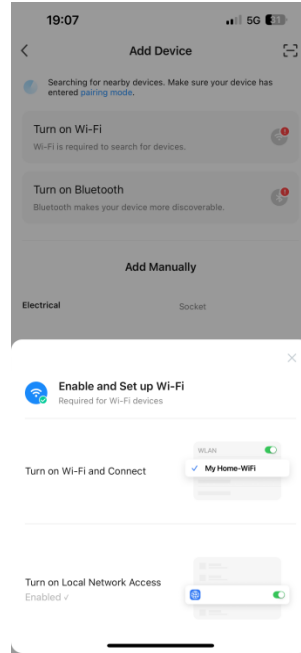 19:07
5G 31
Add Device
Searching for nearby devices. Make sure your device has
entered pairing mode.
Turn on Wi-Fi
Wi-Fi is required to search for devices.
Turn on Bluetooth
Bluetooth makes your device more discoverable.
Add Manually
Electrical
Socket
Enable and Set up Wi-Fi
Required for Wi-Fi devices
WLAN
Turn on Wi-Fi and Connect
✓ My Home-WiFi
Turn on Local Network Access
Enabled ✓